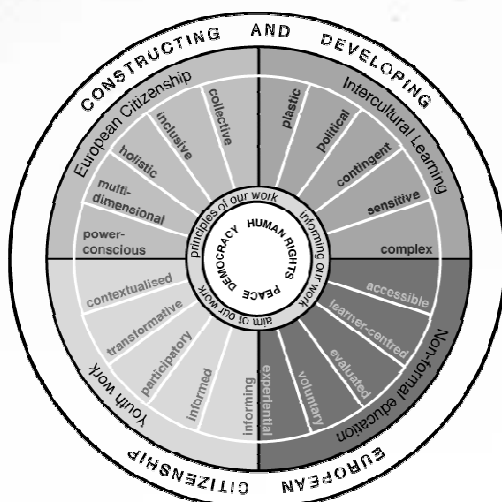 CONSTRUCTING AND DEVELOPING
EUROPEAN CITIZENSHIP
European Citizenship
collective
inclusive
holistic
multi-
dimensional
power-
conscious
Intercultural Learning
plastic
political
contingent
sensitive
complex
Non-formal education
accessible
learner-centred
evaluated
voluntary
experiential
Youth work
contextualised
transformative
participatory
informed
informing
principles of our work
informing our work
aim of our work
HUMAN RIGHTS
PEACE
DEMOCRACY